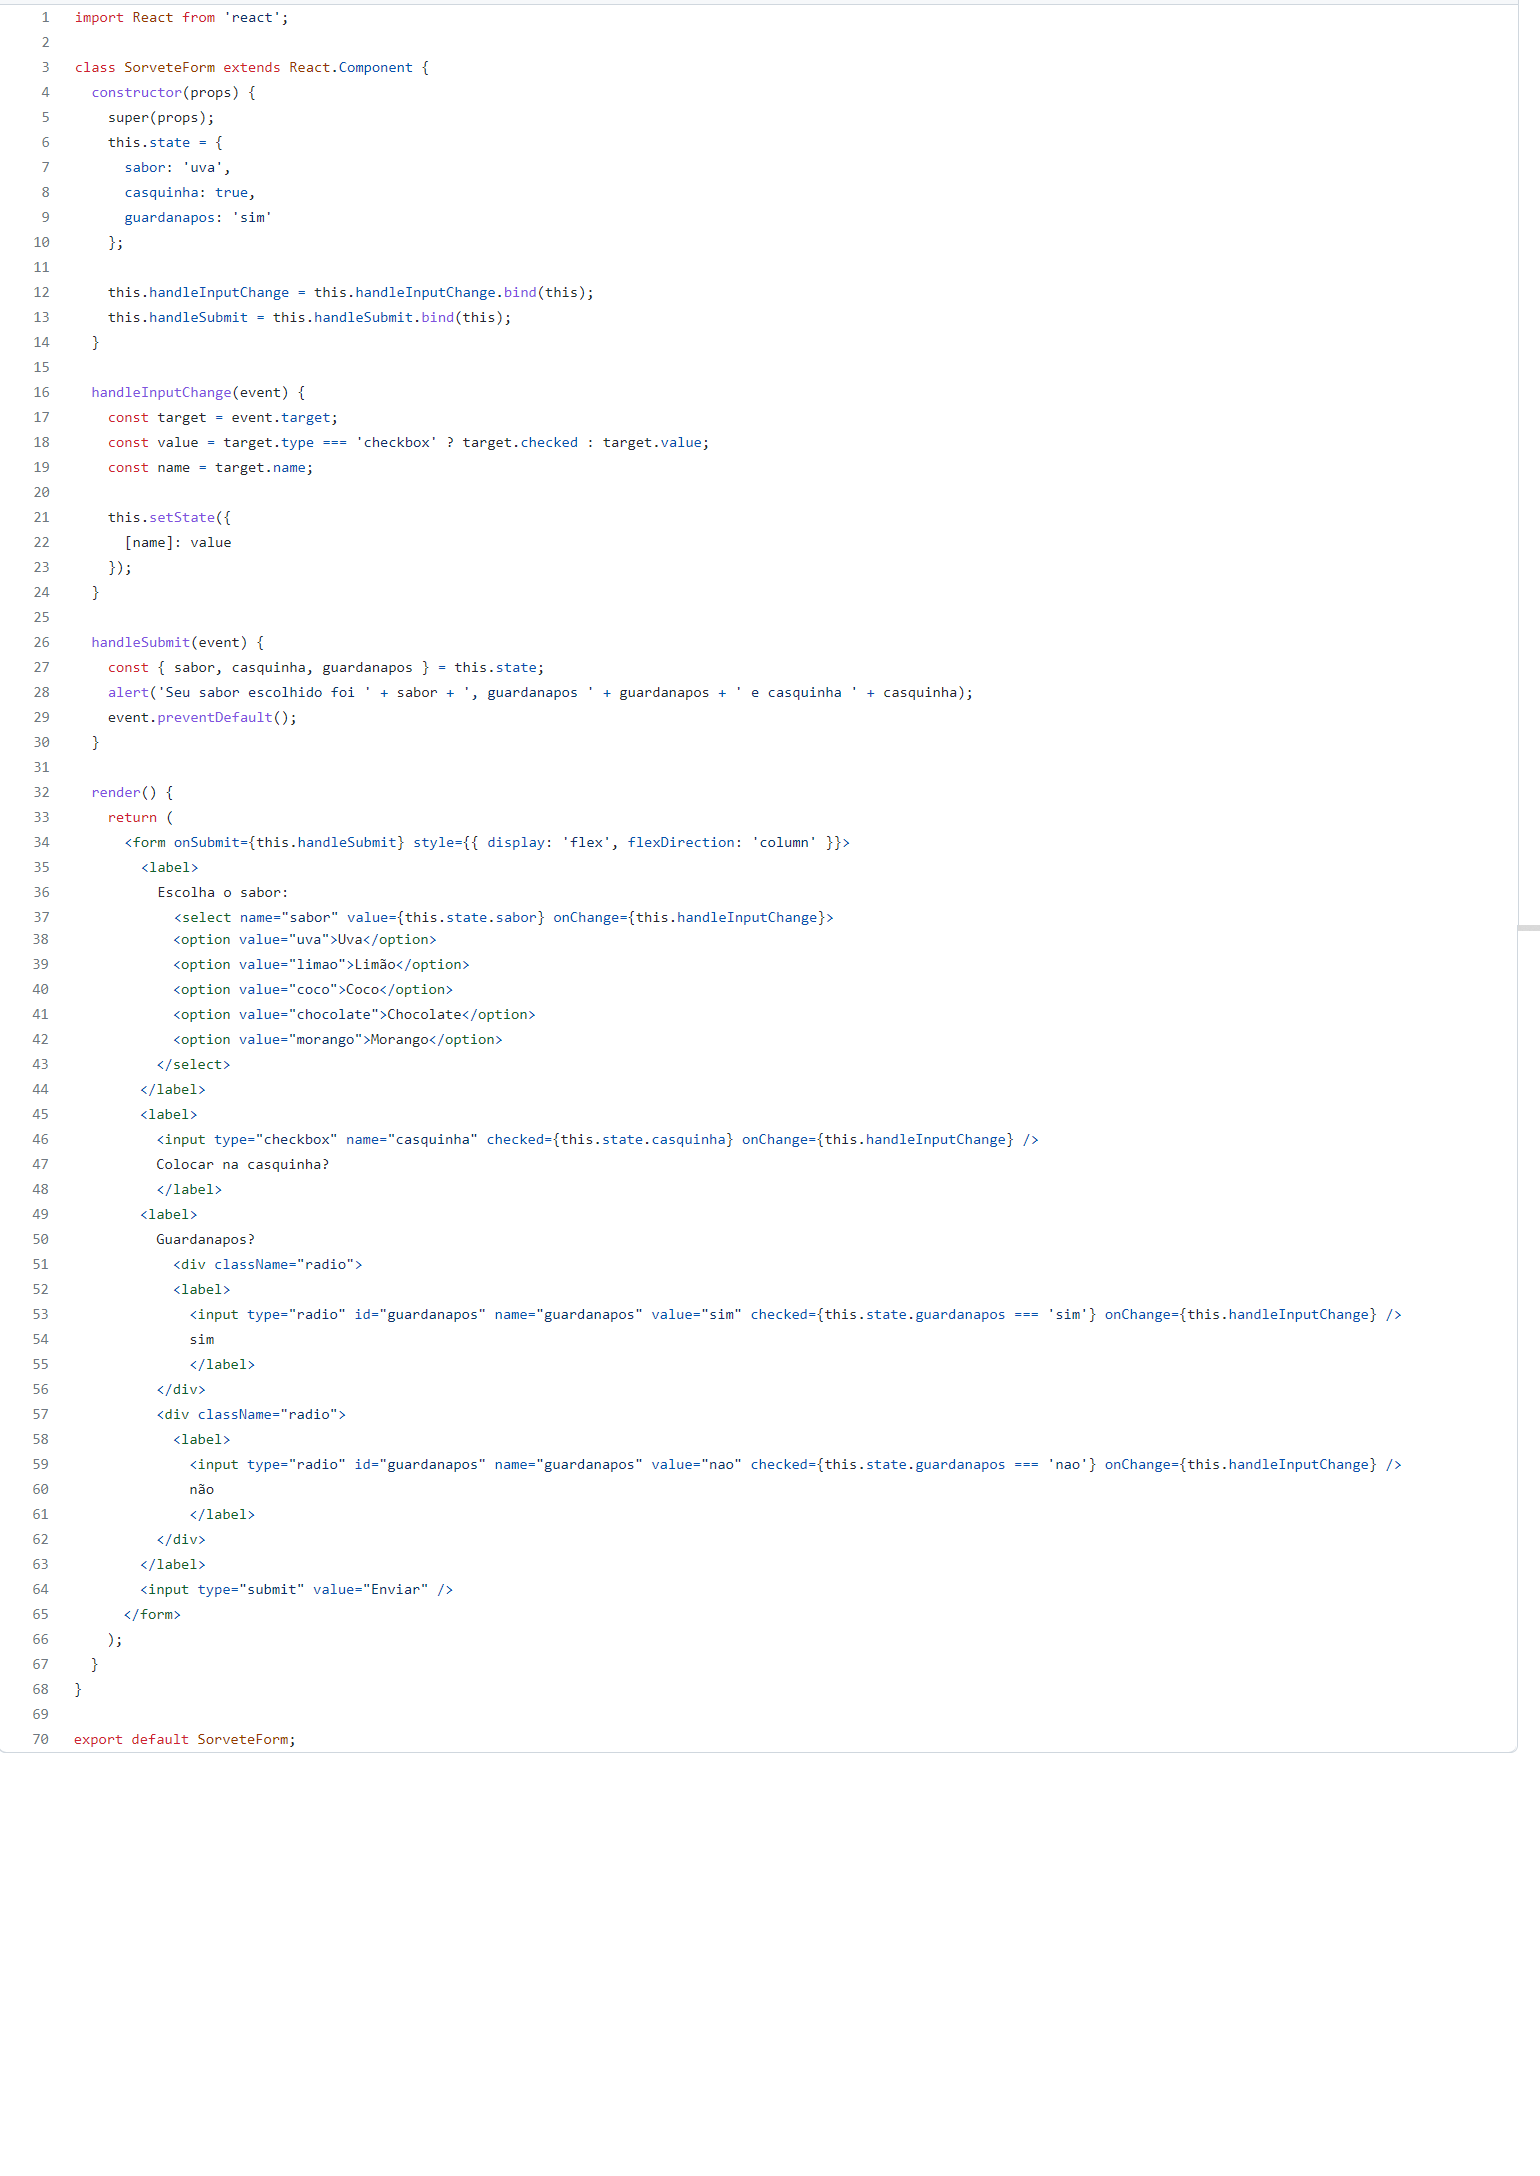 1 import React from 'react';
2
3 class SorveteForm extends React.Component {
4   constructor(props) {
5     super(props);
6     this.state = {
7       sabor: 'uva',
8       casquinha: true,
9       guardanapos: 'sim'
10     };
11
12     this.handleInputChange = this.handleInputChange.bind(this);
13     this.handleSubmit = this.handleSubmit.bind(this);
14   }
15
16   handleInputChange(event) {
17     const target = event.target;
18     const value = target.type === 'checkbox' ? target.checked : target.value;
19     const name = target.name;
20
21     this.setState({
22       [name]: value
23     });
24   }
25
26   handleSubmit(event) {
27     const { sabor, casquinha, guardanapos } = this.state;
28     alert('Seu sabor escolhido foi ' + sabor + ', guardanapos ' + guardanapos + ' e casquinha ' + casquinha);
29     event.preventDefault();
30   }
31
32   render() {
33     return (
34       <form onSubmit={this.handleSubmit} style={{ display: 'flex', flexDirection: 'column' }}>
35         <label>
36           Escolha o sabor:
37             <select name="sabor" value={this.state.sabor} onChange={this.handleInputChange}>
38             <option value="uva">Uva</option>
39             <option value="limao">Limão</option>
40             <option value="coco">Coco</option>
41             <option value="chocolate">Chocolate</option>
42             <option value="morango">Morango</option>
43           </select>
44         </label>
45         <label>
46           <input type="checkbox" name="casquinha" checked={this.state.casquinha} onChange={this.handleInputChange} />
47           Colocar na casquinha?
48           </label>
49         <label>
50           Guardanapos?
51             <div className="radio">
52             <label>
53               <input type="radio" id="guardanapos" name="guardanapos" value="sim" checked={this.state.guardanapos === 'sim'} onChange={this.handleInputChange} />
54               sim
55               </label>
56           </div>
57           <div className="radio">
58             <label>
59               <input type="radio" id="guardanapos" name="guardanapos" value="nao" checked={this.state.guardanapos === 'nao'} onChange={this.handleInputChange} />
60               não
61               </label>
62           </div>
63         </label>
64         <input type="submit" value="Enviar" />
65       </form>
66     );
67   }
68 }
69
70 export default SorveteForm;